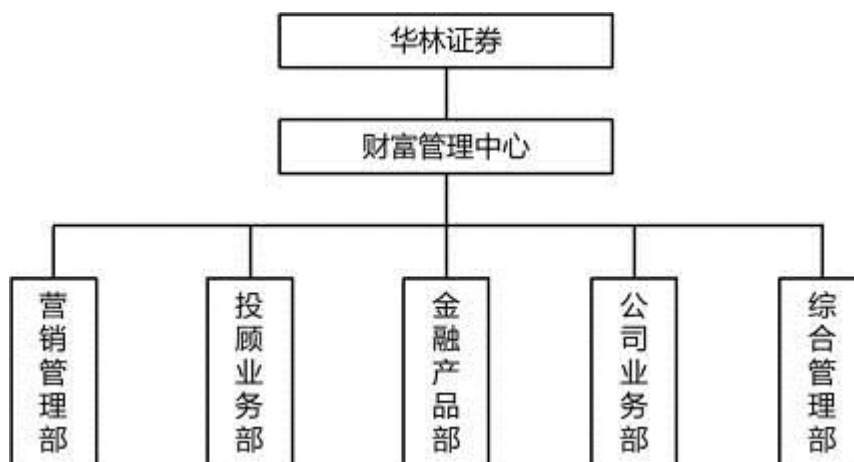 华林证券
财富管理中心
营销管理部
投顾业务部
金融产品部
公司业务部
综合管理部